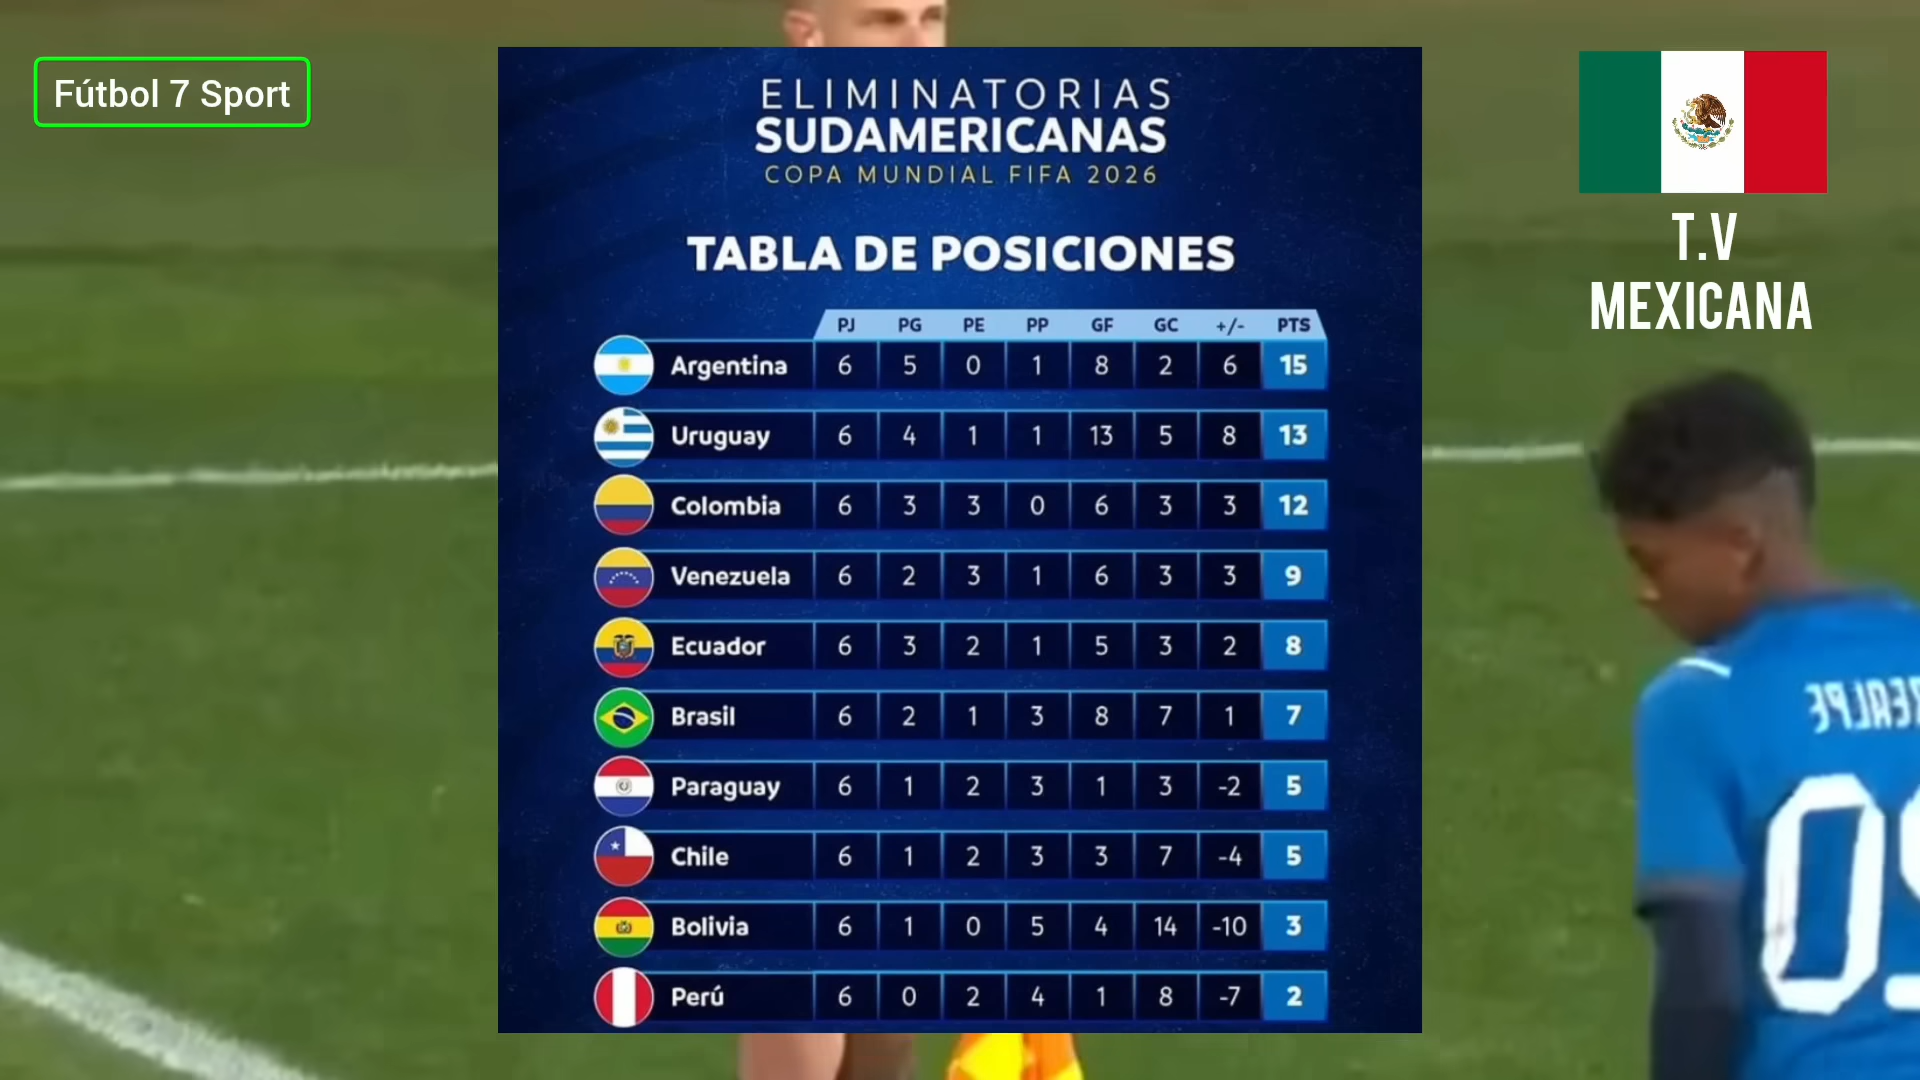 Fútbol 7 Sport
ELIMINATORIAS
SUDAMERICANAS
COPA MUNDIAL FIFA 2026
TABLA DE POSICIONES
PJ PG PE PP GF GC +/- PTS
Argentina 6 5 0 1 8 2 6 15
Uruguay 6 4 1 1 13 5 8 13
Colombia 6 3 3 0 6 3 3 12
Venezuela 6 2 3 1 6 3 3 9
Ecuador 6 3 2 1 5 3 2 8
Brasil 6 2 1 3 8 7 1 7
Paraguay 6 1 2 3 1 3 -2 5
Chile 6 1 2 3 3 7 -4 5
Bolivia 6 1 0 5 4 14 -10 3
Perú 6 0 2 4 1 8 -7 2
T.V
MEXICANA